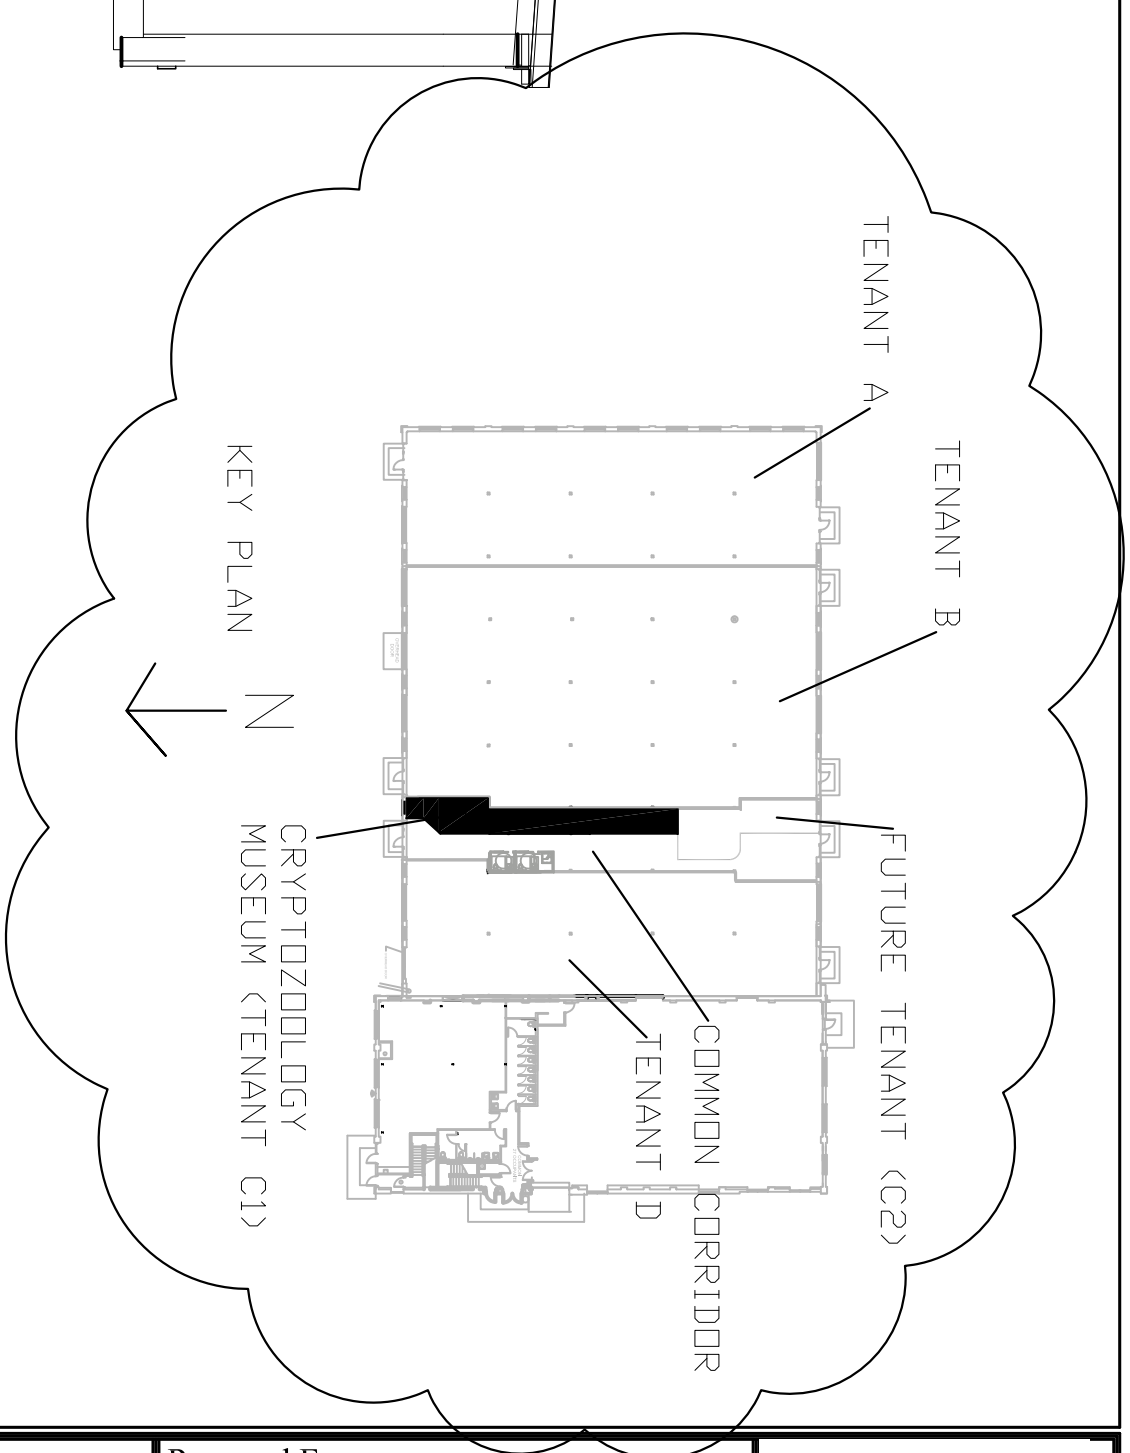 TENANT A
TENANT B
KEY PLAN
N
CRYPTOZOOLOGY
MUSEUM (TENANT C1)
FUTURE TENANT (C2)
COMMON CORRIDOR
TENANT D